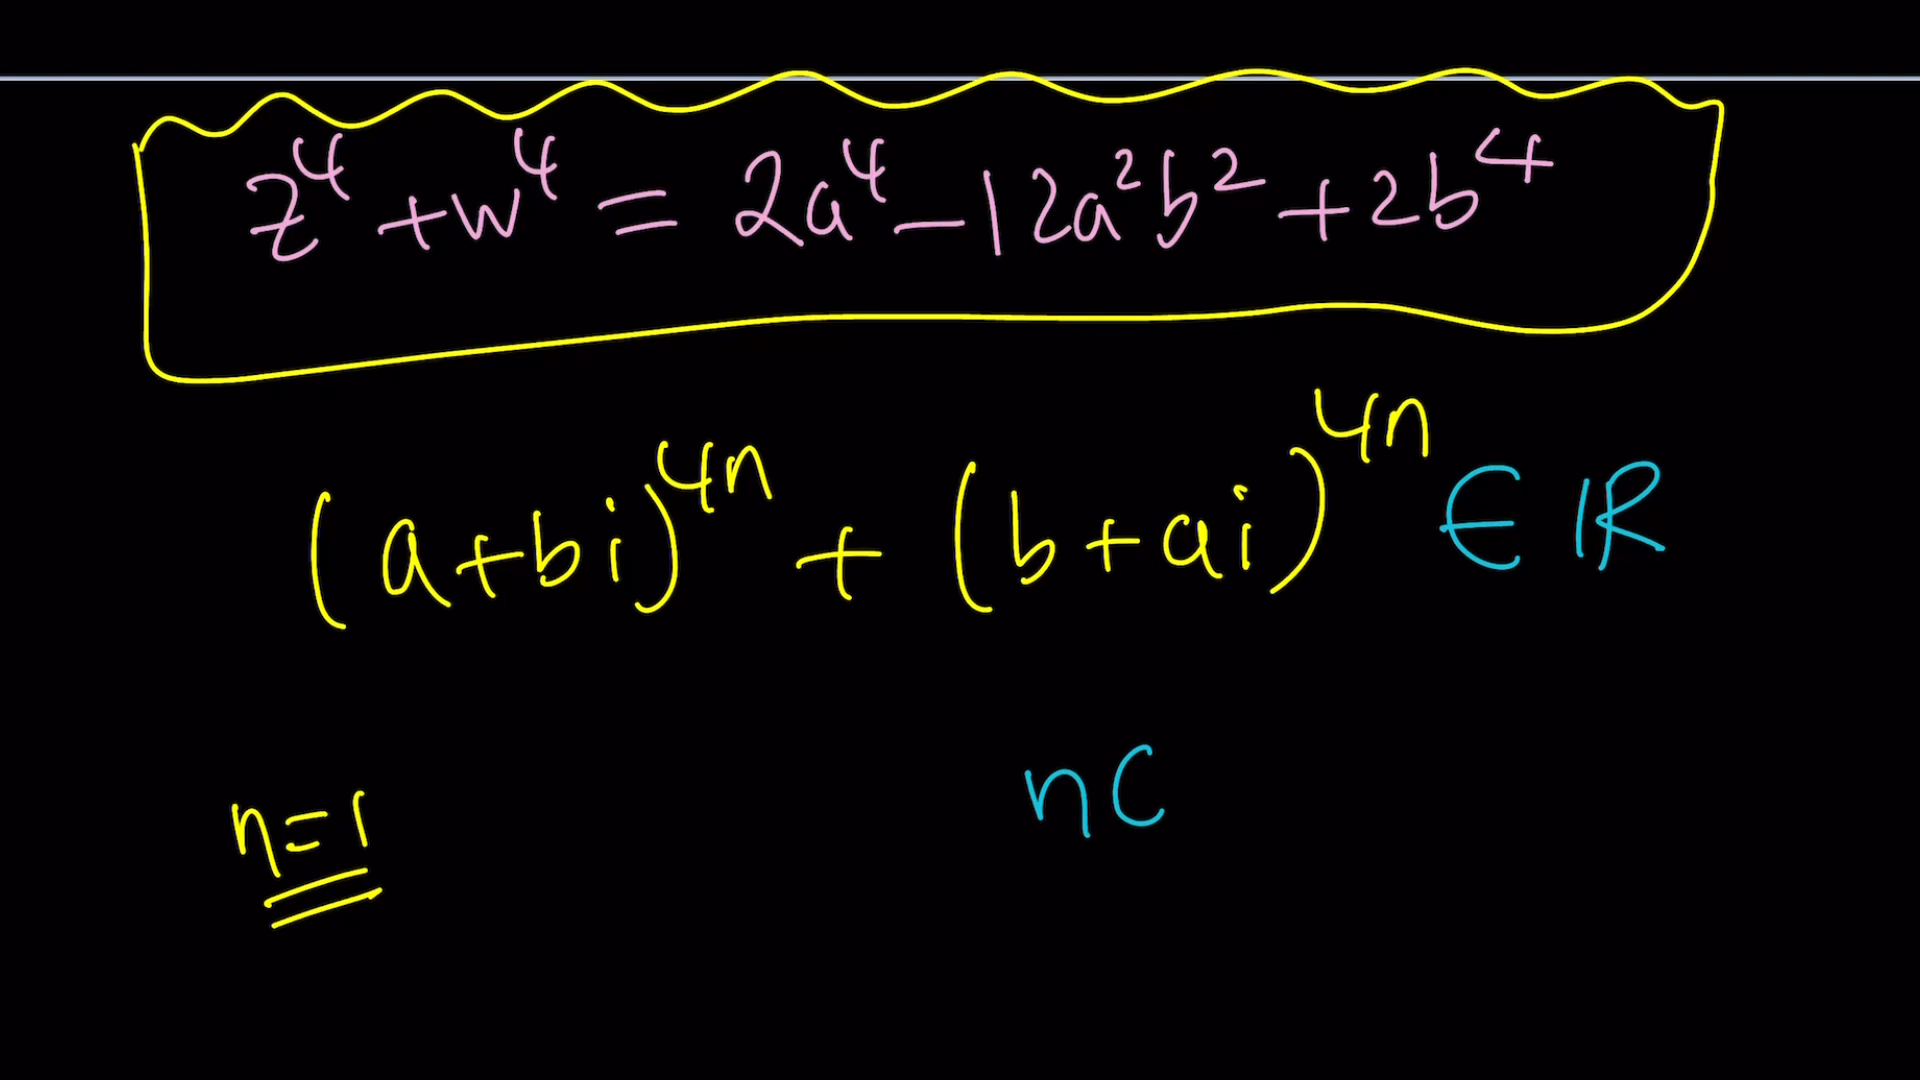 z⁴+w⁴ = 2a⁴-12a²b²+2b⁴
(a+bi)⁴ⁿ + (b+ai)⁴ⁿ ∈ ℝ
n=1
nC